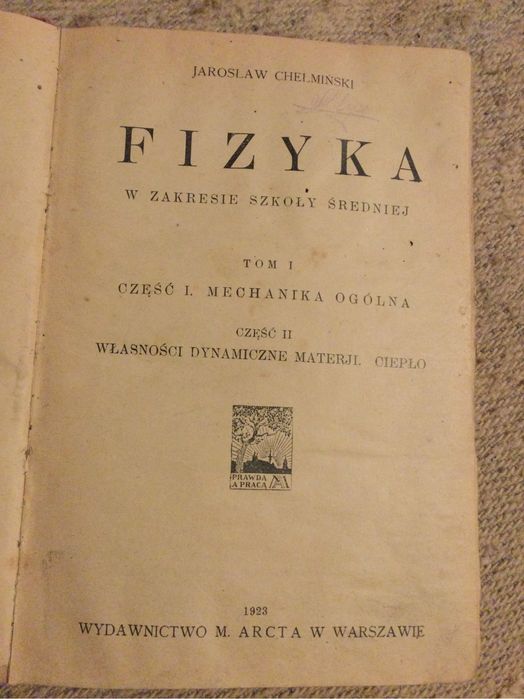 JAROSŁAW CHEŁMIŃSKI
FIZYKA
W ZAKRESIE SZKOŁY ŚREDNIEJ
TOM I
CZĘŚĆ I. MECHANIKA OGÓLNA
CZĘŚĆ II
WŁASNOŚCI DYNAMICZNE MATERJI. CIEPŁO
PRAWDA
A PRACĄ
1923
WYDAWNICTWO M. ARCTA W WARSZAWIE